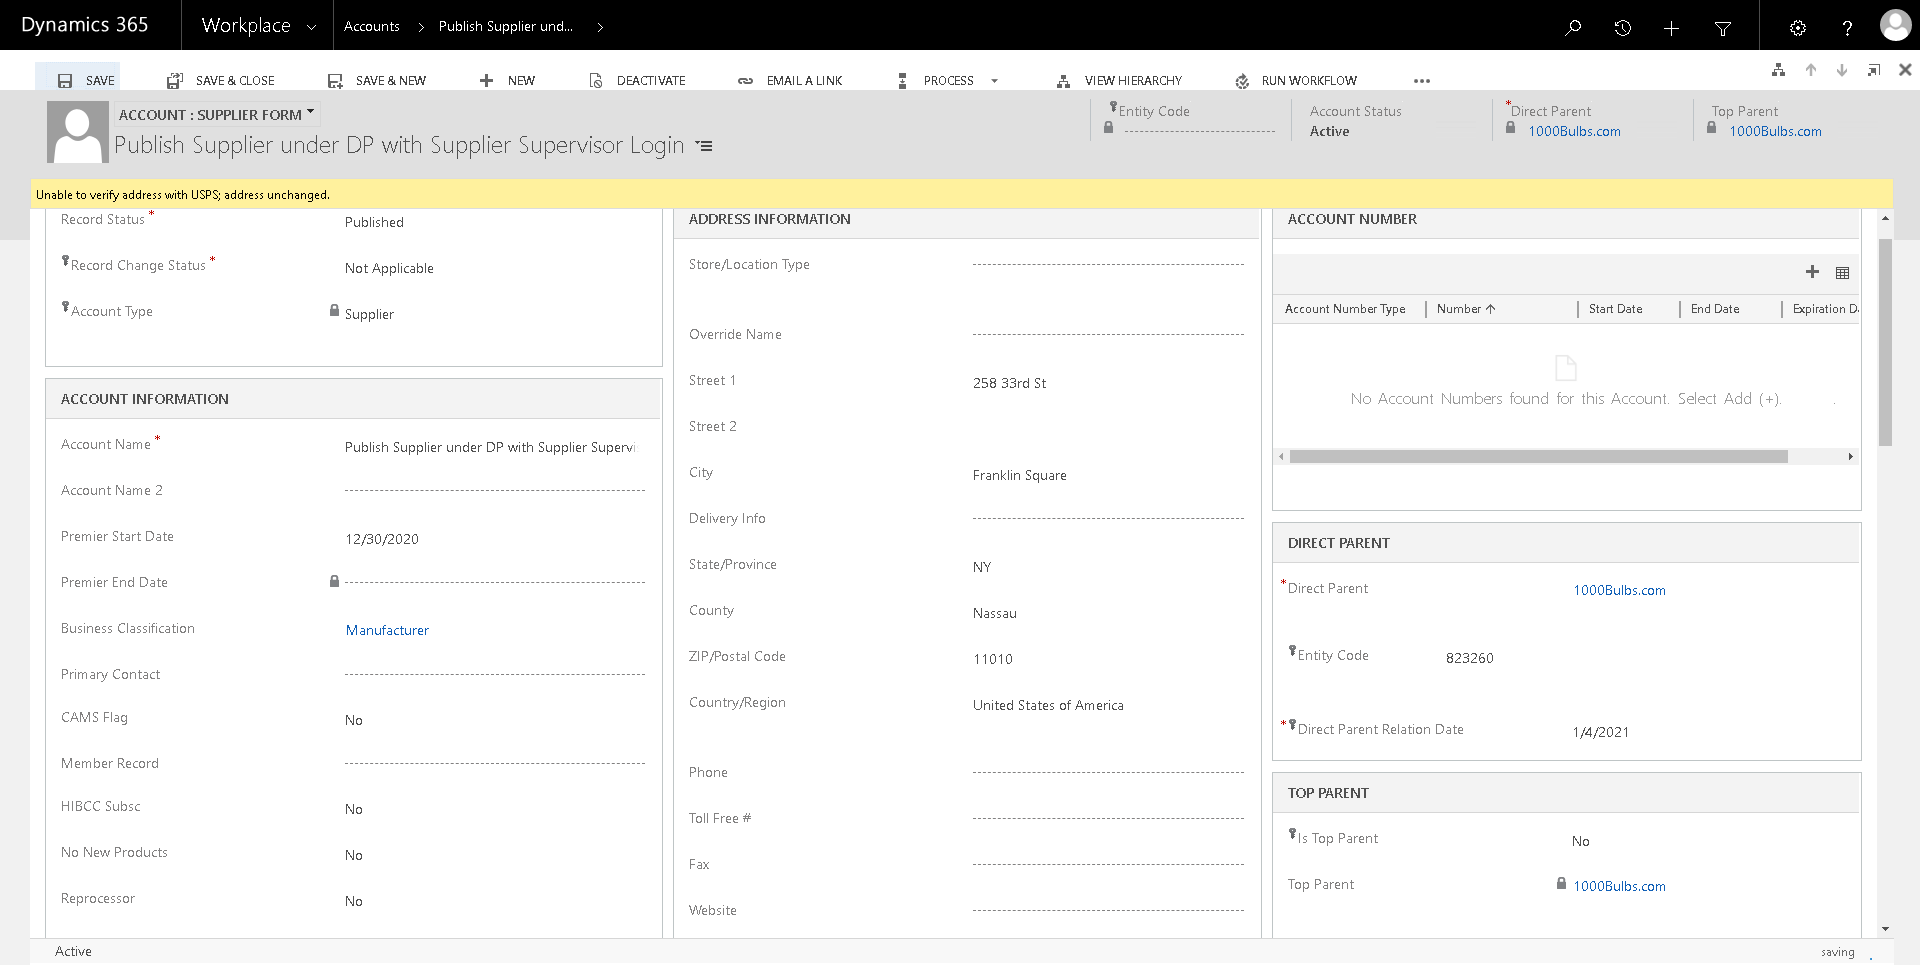 Dynamics 365
Workplace
Accounts
Publish Supplier und...
SAVE
SAVE & CLOSE
SAVE & NEW
NEW
DEACTIVATE
EMAIL A LINK
PROCESS
VIEW HIERARCHY
RUN WORKFLOW
ACCOUNT : SUPPLIER FORM
Publish Supplier under DP with Supplier Supervisor Login
Entity Code
Account Status
Active
*Direct Parent
1000Bulbs.com
Top Parent
1000Bulbs.com
Unable to verify address with USPS; address unchanged.
Record Status *
Published
Record Change Status *
Not Applicable
Account Type
Supplier
ACCOUNT INFORMATION
Account Name *
Publish Supplier under DP with Supplier Supervi
Account Name 2
Premier Start Date
12/30/2020
Premier End Date
Business Classification
Manufacturer
Primary Contact
CAMS Flag
No
Member Record
HIBCC Subsc
No
No New Products
No
Reprocessor
No
ADDRESS INFORMATION
Store/Location Type
Override Name
Street 1
258 33rd St
Street 2
City
Franklin Square
Delivery Info
State/Province
NY
County
Nassau
ZIP/Postal Code
11010
Country/Region
United States of America
Phone
Toll Free #
Fax
Website
ACCOUNT NUMBER
Account Number Type
Number
Start Date
End Date
Expiration D
No Account Numbers found for this Account. Select Add (+).
DIRECT PARENT
*Direct Parent
1000Bulbs.com
Entity Code
823260
*Direct Parent Relation Date
1/4/2021
TOP PARENT
Is Top Parent
No
Top Parent
1000Bulbs.com
Active
saving